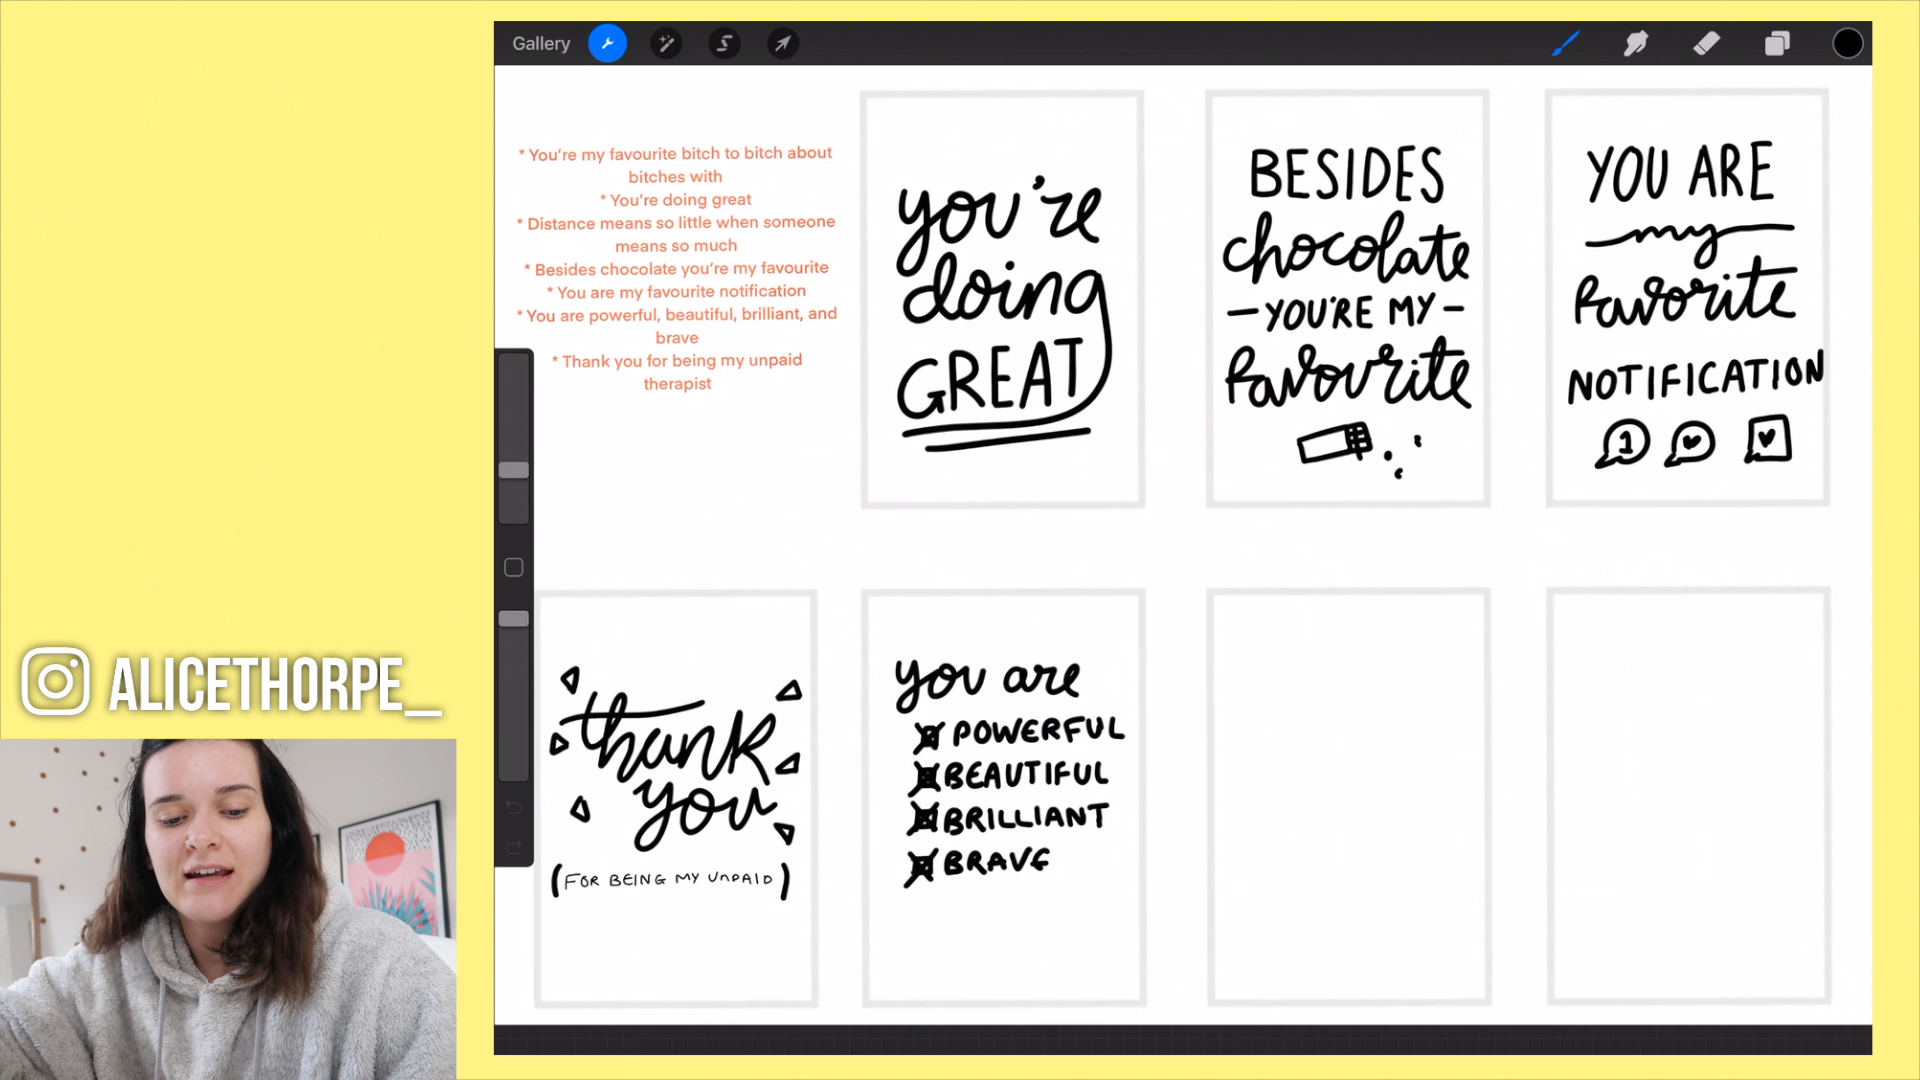 Gallery
* You're my favourite bitch to bitch about
bitches with
* You're doing great
* Distance means so little when someone
means so much
* Besides chocolate you're my favourite
* You are my favourite notification
* You are powerful, beautiful, brilliant, and
brave
* Thank you for being my unpaid
therapist
you're
doing
GREAT
BESIDES
chocolate
- YOU'RE MY -
favourite
YOU ARE
my
favorite
NOTIFICATION
1
thank
you
(FOR BEING MY UNPAID)
you are
POWERFUL
BEAUTIFUL
BRILLIANT
BRAVE
ALICETHORPE_